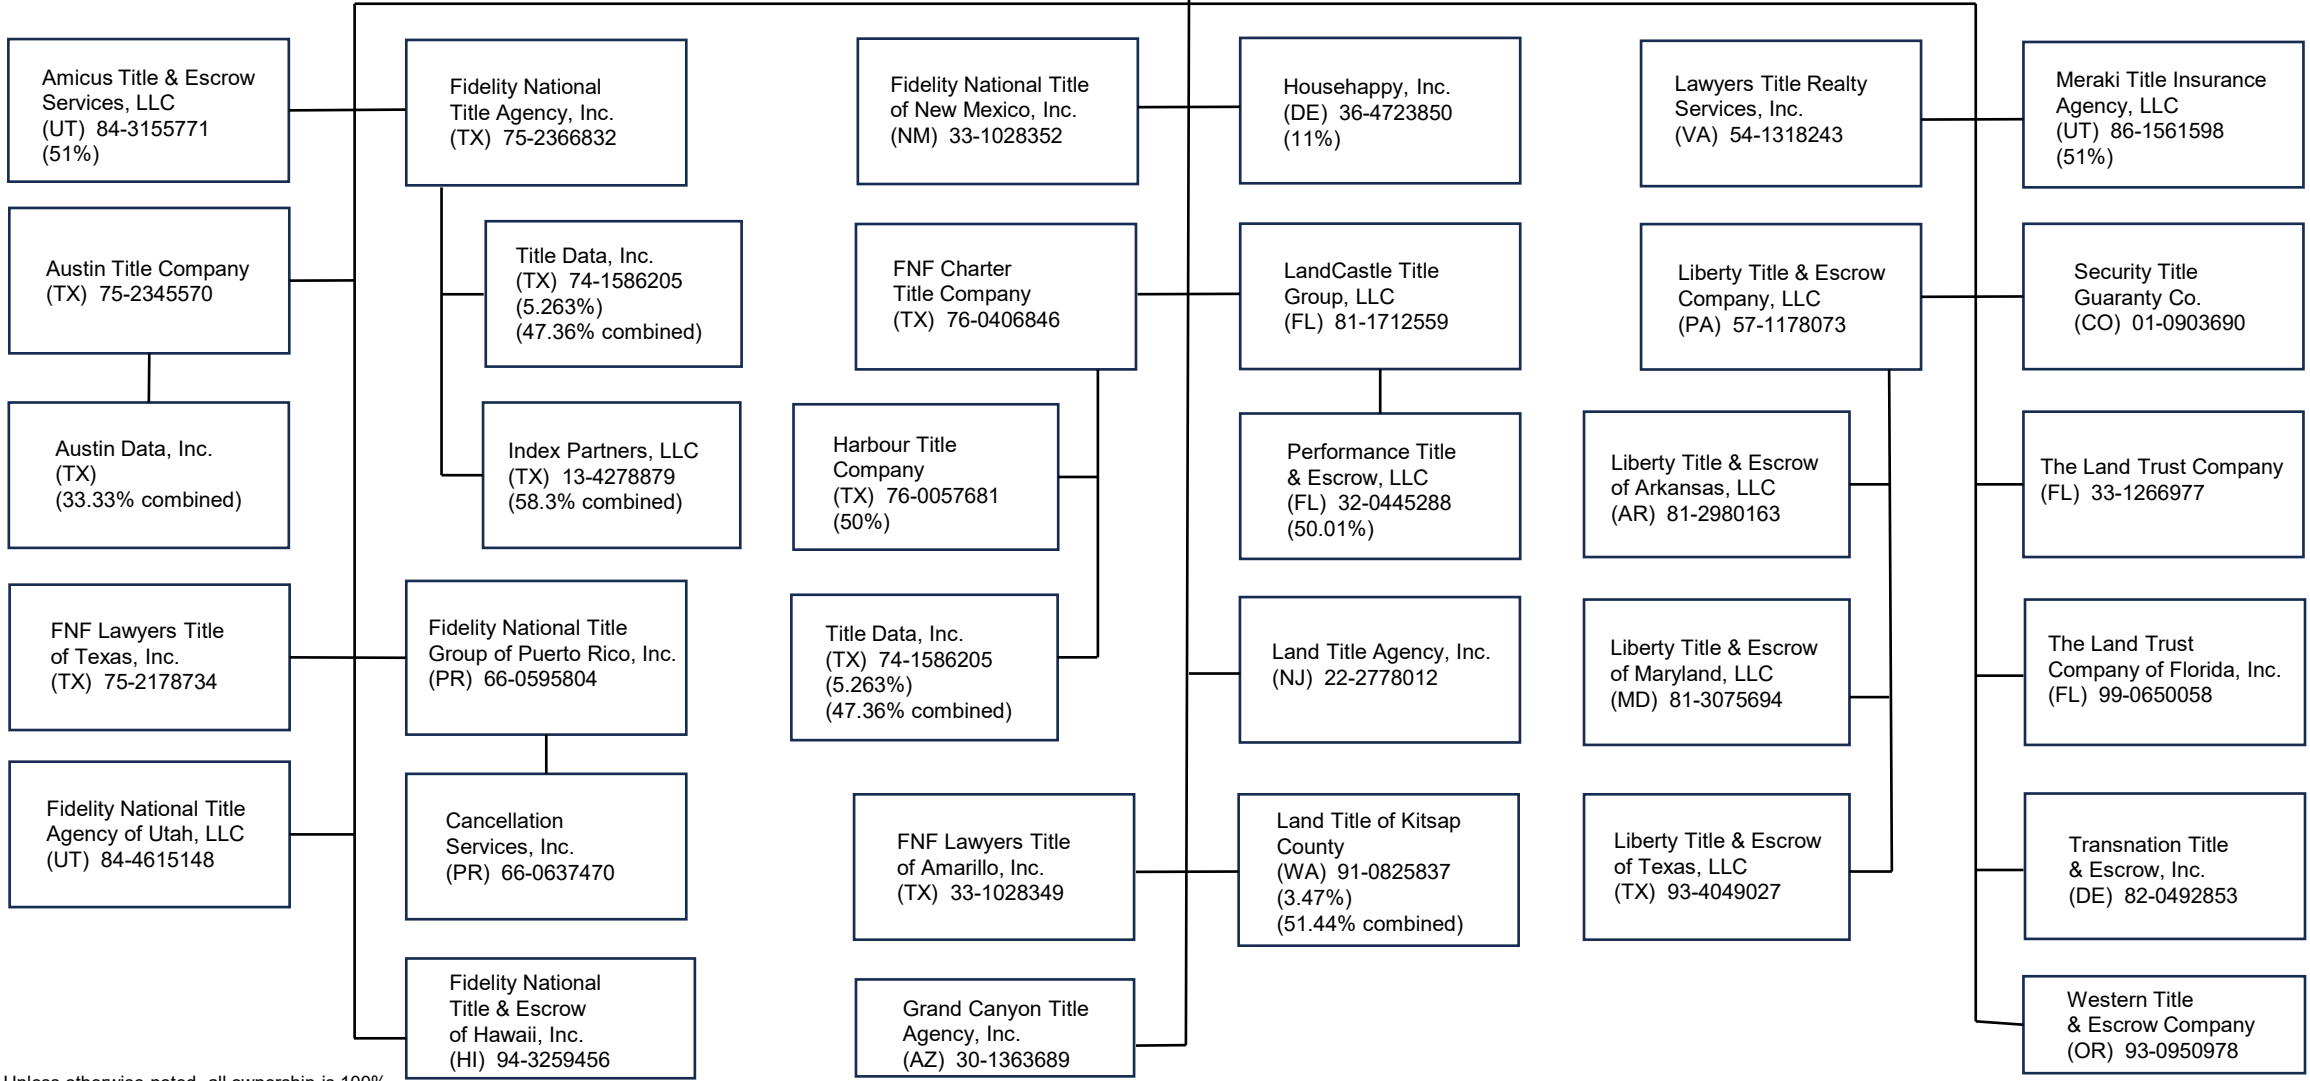 Amicus Title & Escrow
Services, LLC
(UT) 84-3155771
(51%)
Fidelity National
Title Agency, Inc.
(TX) 75-2366832
Fidelity National Title
of New Mexico, Inc.
(NM) 33-1028352
Househappy, Inc.
(DE) 36-4723850
(11%)
Lawyers Title Realty
Services, Inc.
(VA) 54-1318243
Meraki Title Insurance
Agency, LLC
(UT) 86-1561598
(51%)
Austin Title Company
(TX) 75-2345570
Title Data, Inc.
(TX) 74-1586205
(5.263%)
(47.36% combined)
FNF Charter
Title Company
(TX) 76-0406846
LandCastle Title
Group, LLC
(FL) 81-1712559
Liberty Title & Escrow
Company, LLC
(PA) 57-1178073
Security Title
Guaranty Co.
(CO) 01-0903690
Austin Data, Inc.
(TX)
(33.33% combined)
Index Partners, LLC
(TX) 13-4278879
(58.3% combined)
Harbour Title
Company
(TX) 76-0057681
(50%)
Performance Title
& Escrow, LLC
(FL) 32-0445288
(50.01%)
Liberty Title & Escrow
of Arkansas, LLC
(AR) 81-2980163
The Land Trust Company
(FL) 33-1266977
FNF Lawyers Title
of Texas, Inc.
(TX) 75-2178734
Fidelity National Title
Group of Puerto Rico, Inc.
(PR) 66-0595804
Title Data, Inc.
(TX) 74-1586205
(5.263%)
(47.36% combined)
Land Title Agency, Inc.
(NJ) 22-2778012
Liberty Title & Escrow
of Maryland, LLC
(MD) 81-3075694
The Land Trust
Company of Florida, Inc.
(FL) 99-0650058
Fidelity National Title
Agency of Utah, LLC
(UT) 84-4615148
Cancellation
Services, Inc.
(PR) 66-0637470
FNF Lawyers Title
of Amarillo, Inc.
(TX) 33-1028349
Land Title of Kitsap
County
(WA) 91-0825837
(3.47%)
(51.44% combined)
Liberty Title & Escrow
of Texas, LLC
(TX) 93-4049027
Transnation Title
& Escrow, Inc.
(DE) 82-0492853
Fidelity National
Title & Escrow
of Hawaii, Inc.
(HI) 94-3259456
Grand Canyon Title
Agency, Inc.
(AZ) 30-1363689
Western Title
& Escrow Company
(OR) 93-0950978
Unless otherwise noted, all ownership is 100%